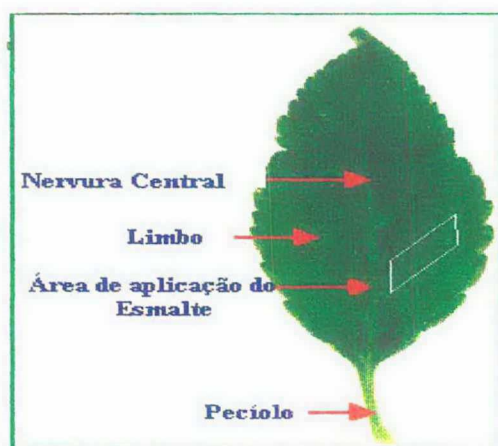 Nervura Central
Limbo
Área de aplicação do
Esmalte
Pecíolo